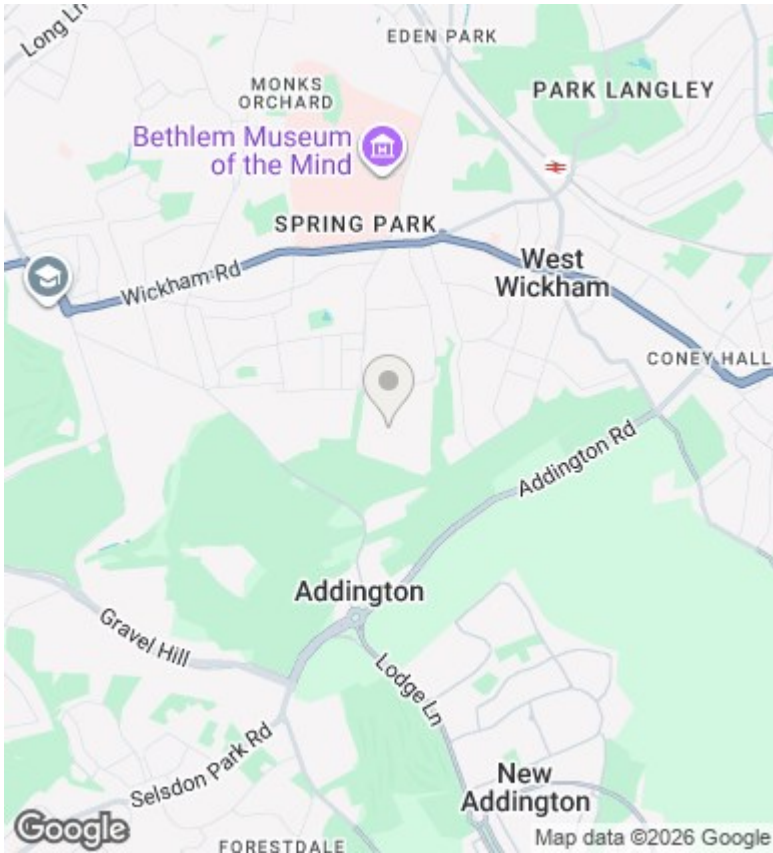 Long Ln
EDEN PARK
MONKS
ORCHARD
PARK LANGLEY
Bethlem Museum
of the Mind
SPRING PARK
West
Wickham
Wickham Rd
CONEY HALL
Addington Rd
Addington
Gravel Hill
Lodge Ln
Selsdon Park Rd
New
Addington
Google
Map data ©2026 Google
FORESTDALE